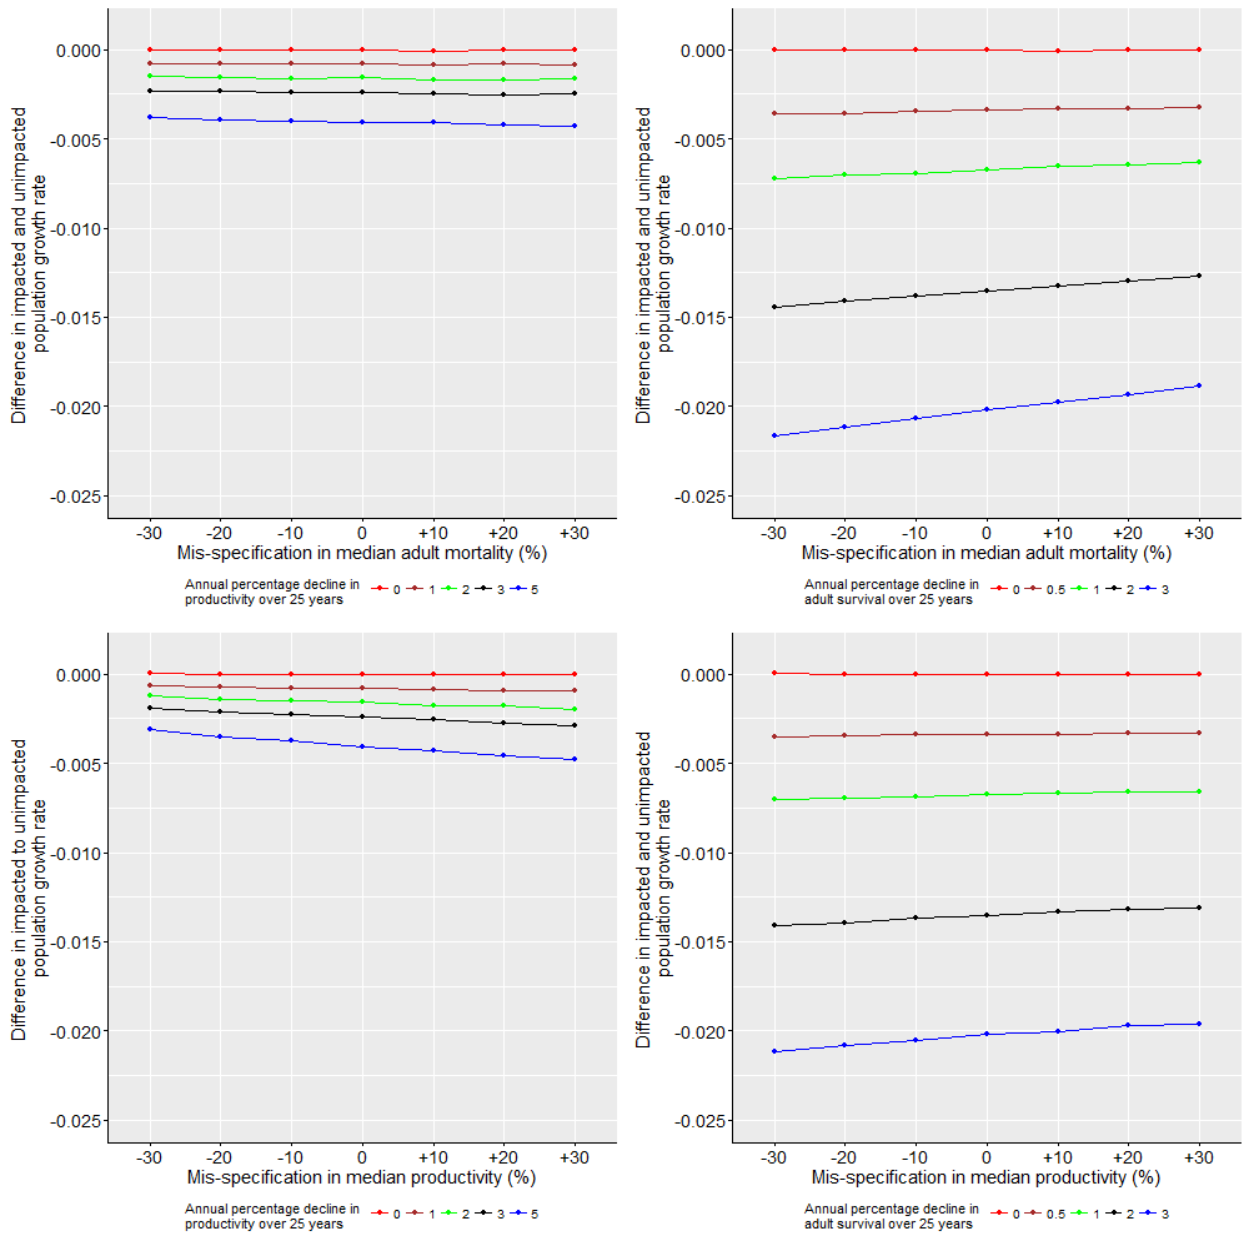 Difference in impacted and unimpacted
population growth rate
0.000
-0.005
-0.010
-0.015
-0.020
-0.025
-30 -20 -10 0 +10 +20 +30
Mis-specification in median adult mortality (%)
Annual percentage decline in
productivity over 25 years
0 1 2 3 5
Difference in impacted and unimpacted
population growth rate
0.000
-0.005
-0.010
-0.015
-0.020
-0.025
-30 -20 -10 0 +10 +20 +30
Mis-specification in median adult mortality (%)
Annual percentage decline in
adult survival over 25 years
0 0.5 1 2 3
Difference in impacted to unimpacted
population growth rate
0.000
-0.005
-0.010
-0.015
-0.020
-0.025
-30 -20 -10 0 +10 +20 +30
Mis-specification in median productivity (%)
Annual percentage decline in
productivity over 25 years
0 1 2 3 5
Difference in impacted and unimpacted
population growth rate
0.000
-0.005
-0.010
-0.015
-0.020
-0.025
-30 -20 -10 0 +10 +20 +30
Mis-specification in median productivity (%)
Annual percentage decline in
adult survival over 25 years
0 0.5 1 2 3